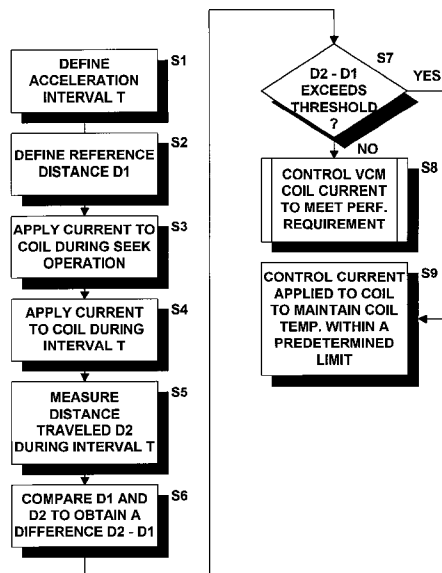 S1
DEFINE
ACCELERATION
INTERVAL T
S2
DEFINE REFERENCE
DISTANCE D1
S3
APPLY CURRENT TO
COIL DURING SEEK
OPERATION
S4
APPLY CURRENT
TO COIL DURING
INTERVAL T
S5
MEASURE
DISTANCE
TRAVELED D2
DURING INTERVAL T
S6
COMPARE D1 AND
D2 TO OBTAIN A
DIFFERENCE D2 - D1
S7
D2 - D1
EXCEEDS
THRESHOLD
?
YES
NO
S8
CONTROL VCM
COIL CURRENT
TO MEET PERF.
REQUIREMENT
S9
CONTROL CURRENT
APPLIED TO COIL
TO MAINTAIN COIL
TEMP. WITHIN A
PREDETERMINED
LIMIT